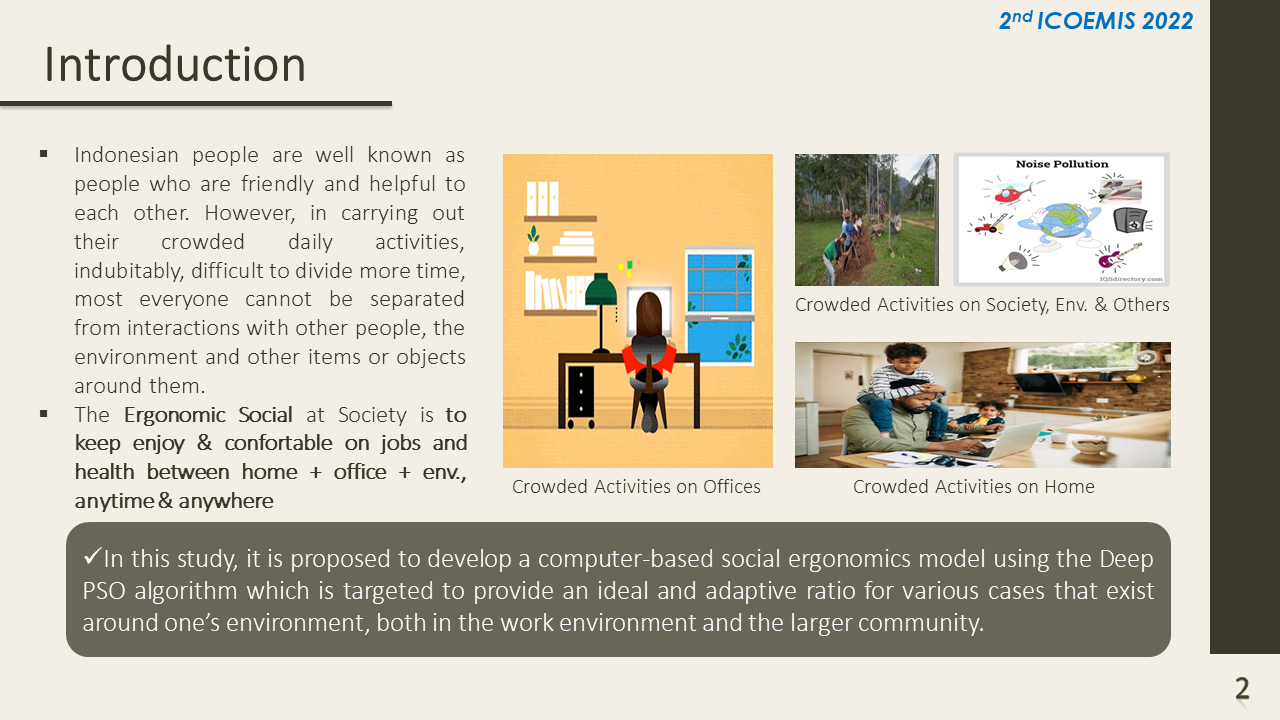 2nd ICOEMIS 2022
Introduction
▪ Indonesian people are well known as
people who are friendly and helpful to
each other. However, in carrying out
their crowded daily activities,
indubitably, difficult to divide more time,
most everyone cannot be separated
from interactions with other people, the
environment and other items or objects
around them.
▪ The Ergonomic Social at Society is to
keep enjoy & confortable on jobs and
health between home + office + env.,
anytime & anywhere
Noise Pollution
IQSdirectory.com
Crowded Activities on Society, Env. & Others
Crowded Activities on Offices
Crowded Activities on Home
✓In this study, it is proposed to develop a computer-based social ergonomics model using the Deep
PSO algorithm which is targeted to provide an ideal and adaptive ratio for various cases that exist
around one’s environment, both in the work environment and the larger community.
2